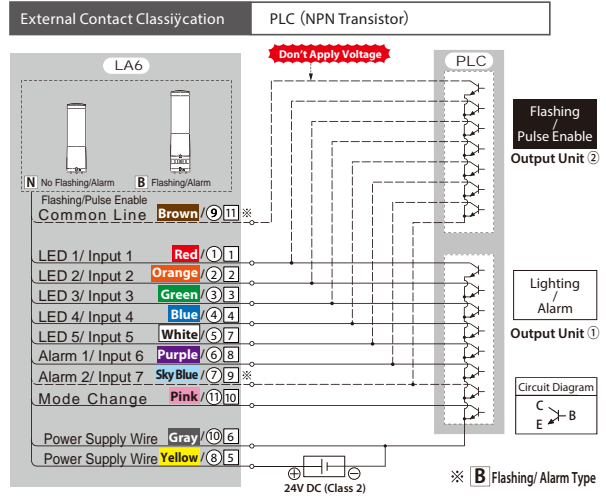 External Contact Classiÿcation PLC (NPN Transistor)
Don't Apply Voltage
LA6
PLC
Flashing
/
Pulse Enable
Output Unit ②
N No Flashing/Alarm B Flashing/Alarm
Flashing/Pulse Enable
Common Line Brown/⑨ 11 ※
LED 1/ Input 1 Red/① 1
LED 2/ Input 2 Orange/② 2
LED 3/ Input 3 Green/③ 3
LED 4/ Input 4 Blue/④ 4
LED 5/ Input 5 White/⑤ 7
Alarm 1/ Input 6 Purple/⑥ 8
Alarm 2/ Input 7 Sky Blue/⑦ 9 ※
Mode Change Pink/⑪ 10
Power Supply Wire Gray/⑩ 6
Power Supply Wire Yellow/⑧ 5
Lighting
/
Alarm
Output Unit ①
Circuit Diagram
C
B
E
⊕ ⊖
24V DC (Class 2)
※ B Flashing/ Alarm Type